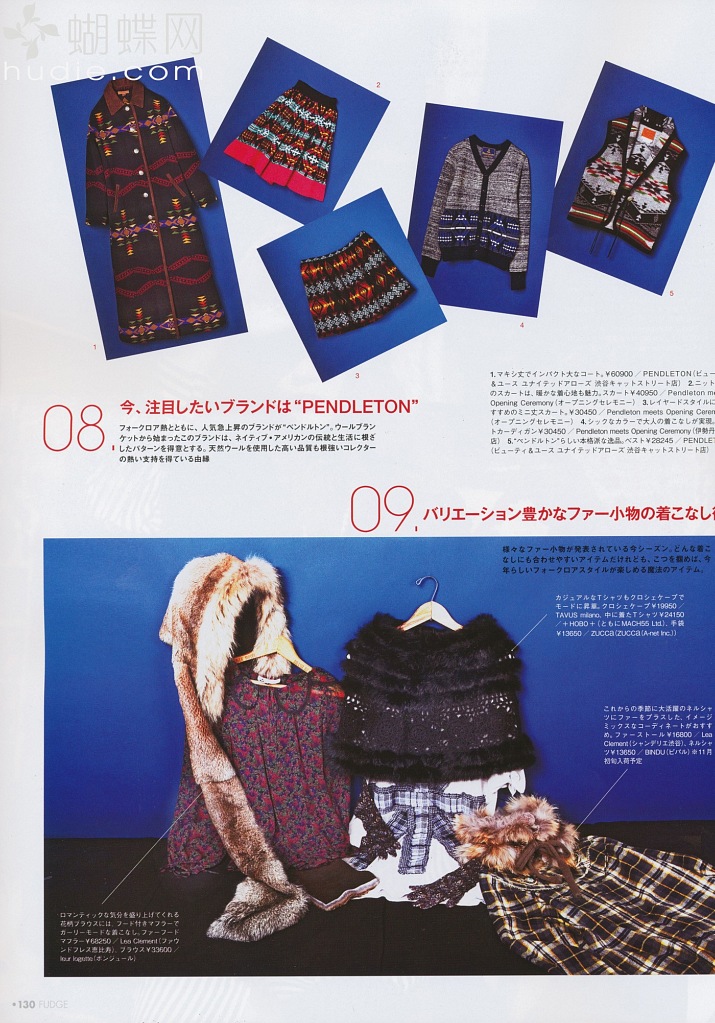 蝴蝶网
hudie.com
2
1
3
4
5
1.マキシ丈でインパクト大なコート。¥60900 / PENDLETON(ビュー
&ユース ユナイテッドアローズ 渋谷キャットストリート店) 2.ニット
のスカートは、暖かな着心地も魅力。スカート¥40950 / Pendleton me
Opening Ceremony(オープニングセレモニー) 3.レイヤードスタイルに
すすめのミニ丈スカート。¥30450 / Pendleton meets Opening Ceren
(オープニングセレモニー) 4.シックなカラーで大人の着こなしが実現。
トカーディガン¥30450 / Pendleton meets Opening Ceremony(伊勢丹
店) 5.“ペンドルトン”らしい本格派な逸品。ベスト¥28245 / PENDLET
(ビューティ&ユース ユナイテッドアローズ 渋谷キャットストリート店)
08.
今、注目したいブランドは“PENDLETON”
フォークロア熱とともに、人気急上昇のブランドが“ペンドルトン”。ウールブラン
ケットから始まったこのブランドは、ネイティブ・アメリカンの伝統と生活に根ざ
したパターンを得意とする。天然ウールを使用した高い品質も根強いコレクター
の熱い支持を得ている由縁
09.
バリエーション豊かなファー小物の着こなし術
様々なファー小物が発表されている今シーズン。どんな着こ
なしにも合わせやすいアイテムだけれども、こつを掴めば、今
年らしいフォークロアスタイルが楽しめる魔法のアイテム。
カジュアルなTシャツもクロシェケープで
モードに昇華。クロシェケープ¥19950 /
TAVUS milano. 中に着たTシャツ¥24150
/ +HOBO+(ともにMACH55 Ltd.)、手袋
¥13650 / ZUCCa(ZUCCa(A-net Inc.))
これからの季節に大活躍のネルシャ
ツにファーをプラスした、イメージ
ミックスなコーディネートがおすす
め。ファーストール¥16800 / Lea
Clement(シャンデリエ渋谷)、ネルシャ
ツ¥13650 / BINDU(ビバル) ※11月
初旬入荷予定
ロマンティックな気分を盛り上げてくれる
花柄ブラウスには、フード付きマフラーで
ガーリーモードな着こなし。ファーフード
マフラー¥68250 / Lea Clement(ファウ
ンドフレス恵比寿)、ブラウス¥33600 /
leur logette(ボンジュール)
•130 FUDGE